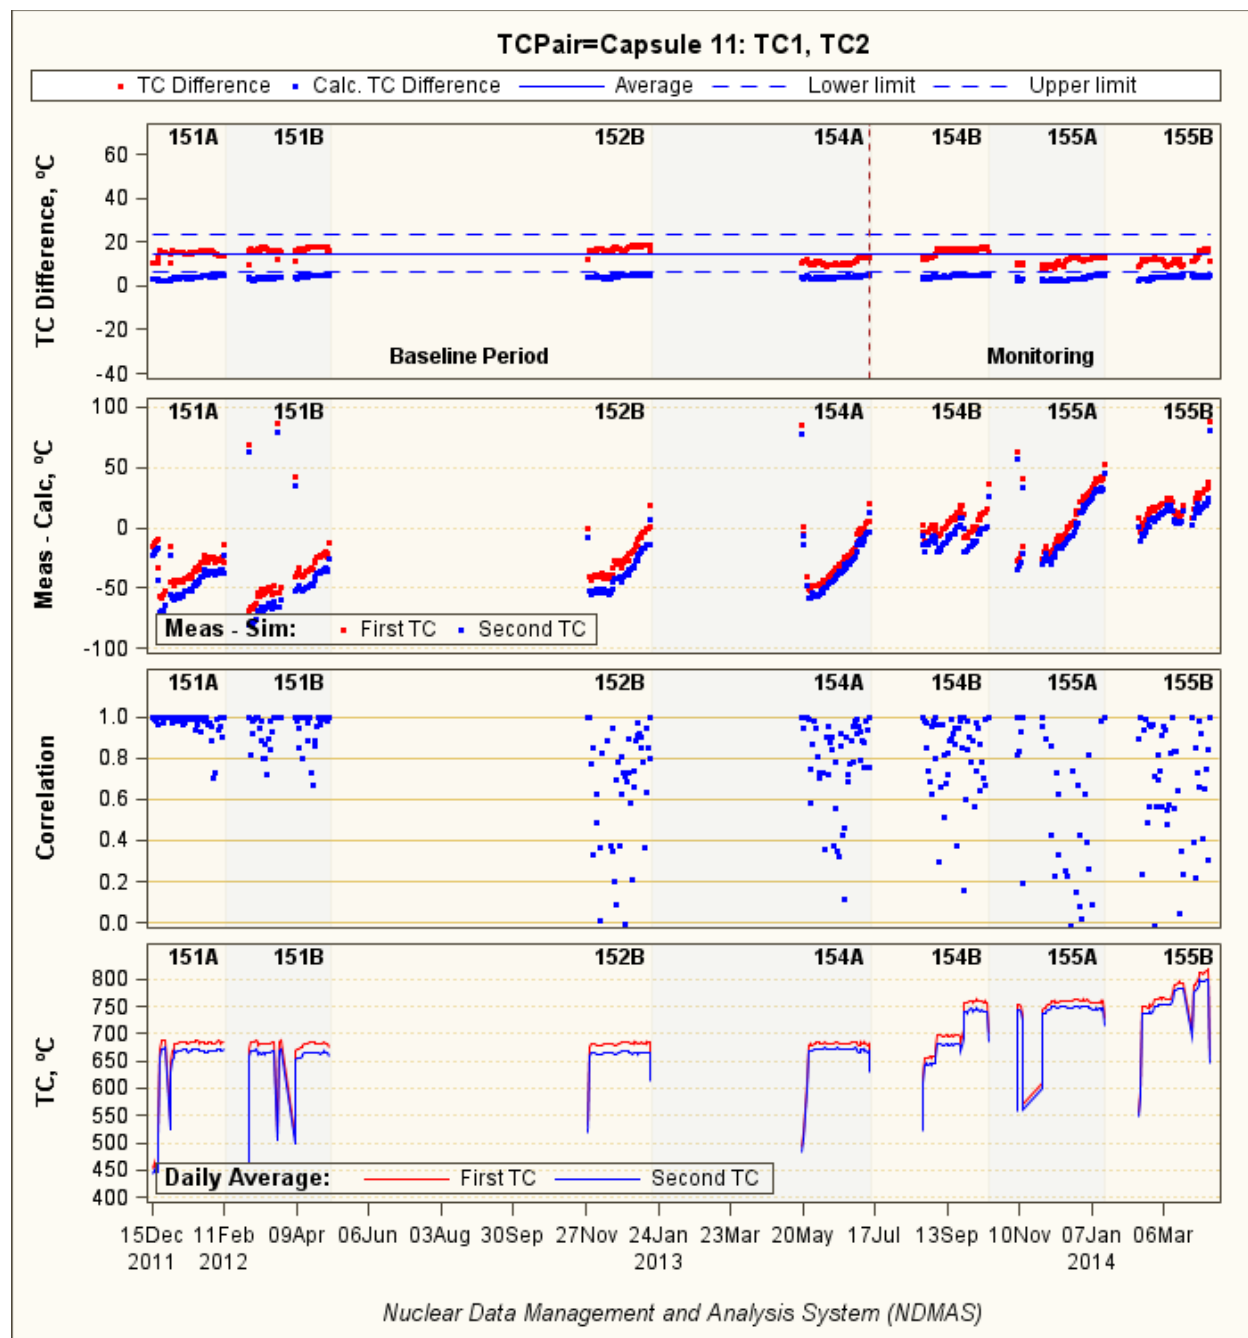 TCPair=Capsule 11: TC1, TC2
TC Difference Calc. TC Difference Average Lower limit Upper limit
TC Difference, ºC
60
40
20
0
-20
-40
151A 151B 152B 154A 154B 155A 155B
Baseline Period Monitoring
Meas - Calc, ºC
100
50
0
-50
-100
151A 151B 152B 154A 154B 155A 155B
Meas - Sim: First TC Second TC
Correlation
1.0
0.8
0.6
0.4
0.2
0.0
151A 151B 152B 154A 154B 155A 155B
TC, ºC
800
750
700
650
600
550
500
450
400
151A 151B 152B 154A 154B 155A 155B
Daily Average: First TC Second TC
15Dec 11Feb 09Apr 06Jun 03Aug 30Sep 27Nov 24Jan 23Mar 20May 17Jul 13Sep 10Nov 07Jan 06Mar
2011 2012 2013 2014
Nuclear Data Management and Analysis System (NDMAS)